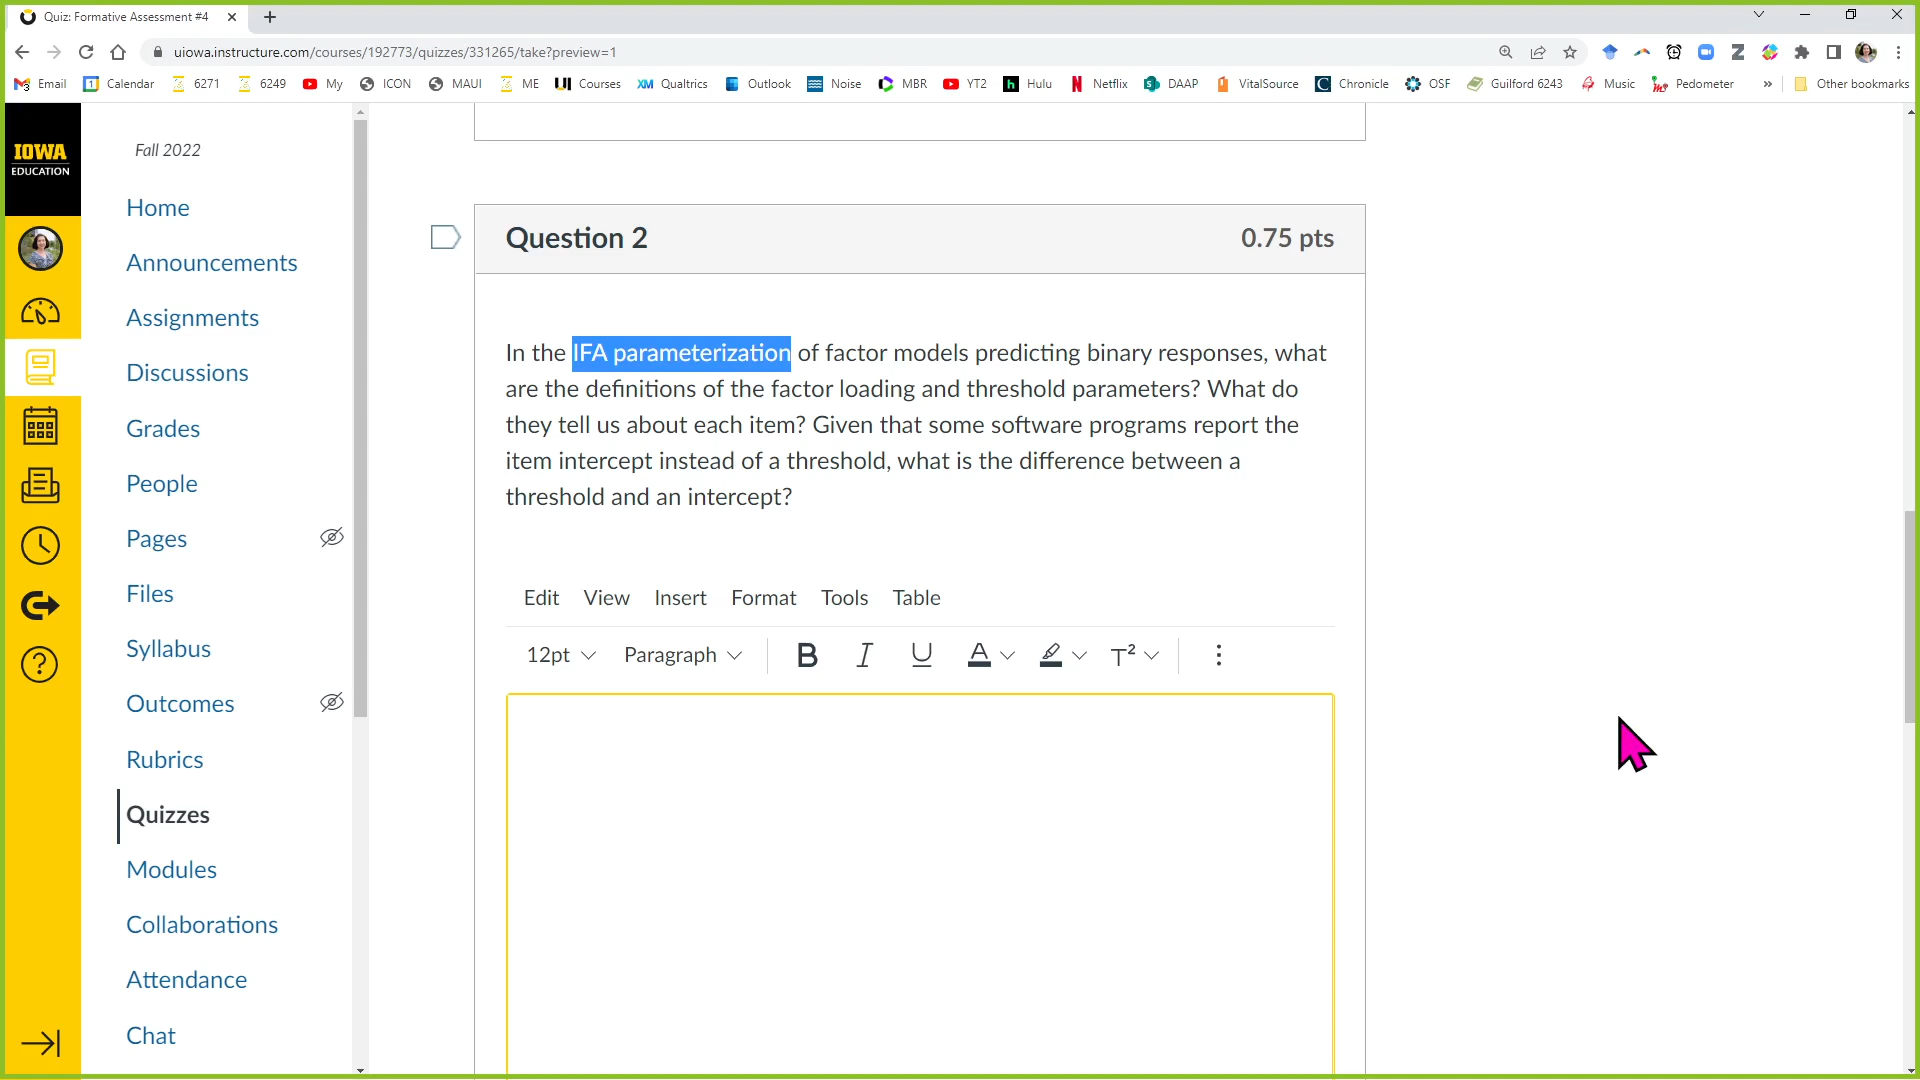 Quiz: Formative Assessment #4
uiowa.instructure.com/courses/192773/quizzes/331265/take?preview=1
Email Calendar 6271 6249 My ICON MAUI ME Courses Qualtrics Outlook Noise MBR YT2 Hulu Netflix DAAP VitalSource Chronicle OSF Guilford 6243 Music Pedometer » Other bookmarks
IOWA
EDUCATION
Fall 2022
Home
Announcements
Assignments
Discussions
Grades
People
Pages
Files
Syllabus
Outcomes
Rubrics
Quizzes
Modules
Collaborations
Attendance
Chat
Question 2
0.75 pts
In the IFA parameterization of factor models predicting binary responses, what
are the definitions of the factor loading and threshold parameters? What do
they tell us about each item? Given that some software programs report the
item intercept instead of a threshold, what is the difference between a
threshold and an intercept?
Edit View Insert Format Tools Table
12pt Paragraph B I U A T²